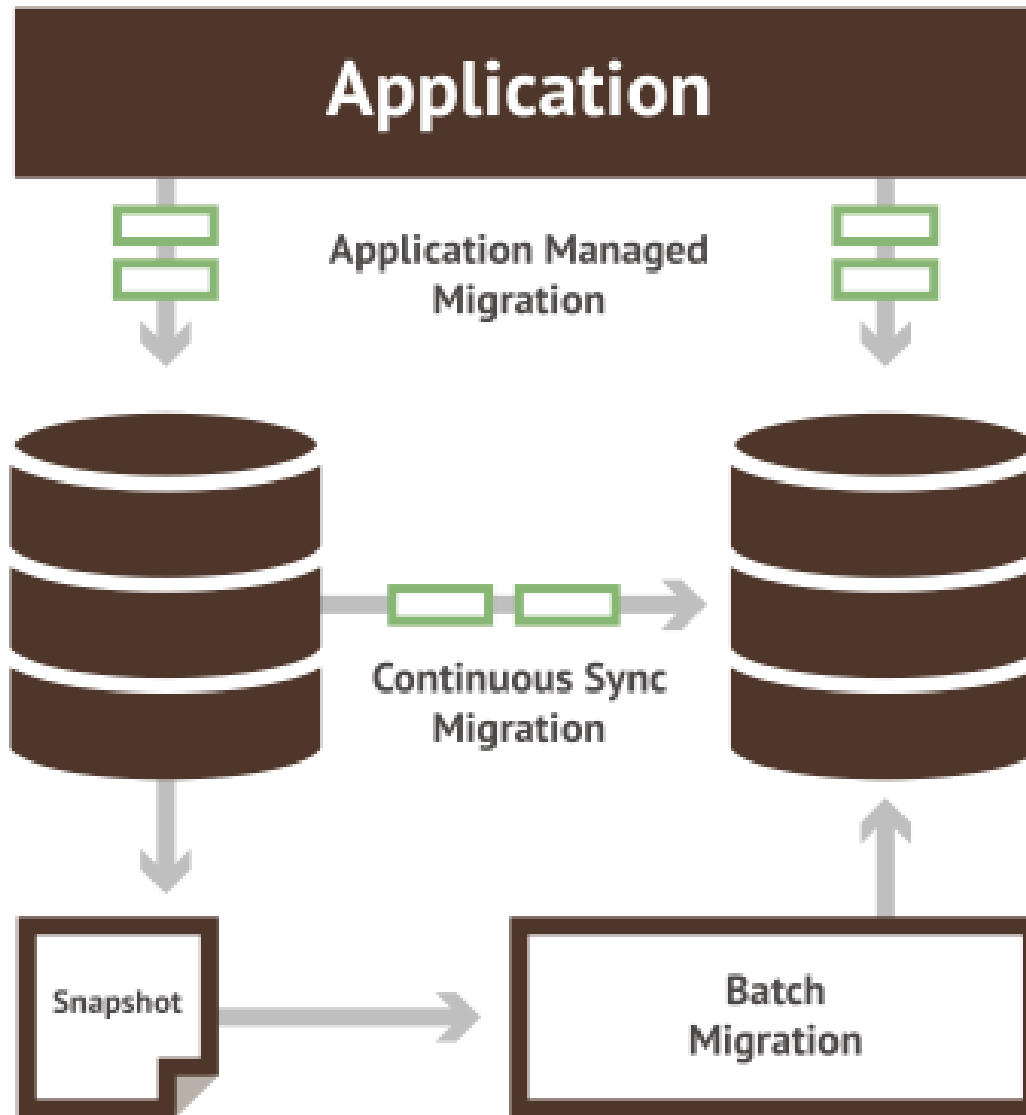 Application
Application Managed
Migration
Continuous Sync
Migration
Snapshot
Batch
Migration